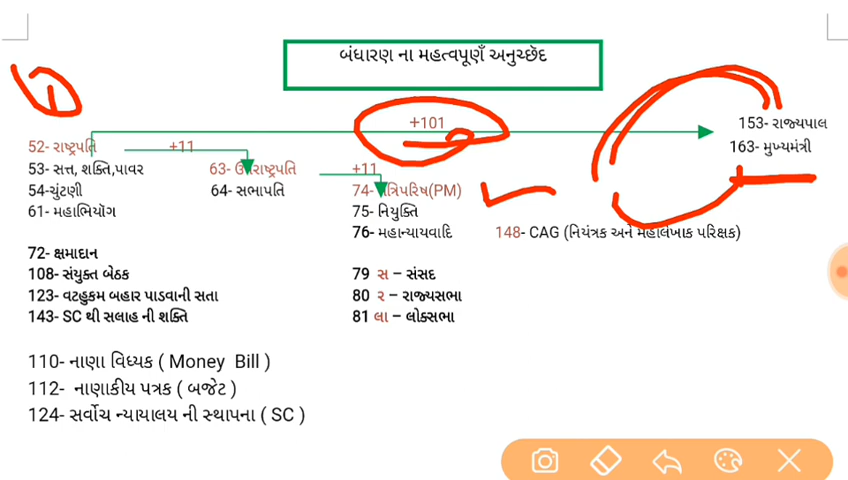 બંધારણ ના મહત્વપૂર્ણ અનુચ્છૅદ
+101
153- રાજ્યપાલ
52- રાષ્ટ્રપતિ
+11
163- મુખ્યમંત્રી
53- સત્ત, શક્તિ,પાવર
63- ઉપરાષ્ટ્રપતિ
+11
54-ચુંટણી
64- સભાપતિ
74- મંત્રિપરિષ(PM)
61- મહાભિયૉગ
75- નિયુક્તિ
76- મહાન્યાયવાદિ
148- CAG (નિયંત્રક અને મહાલેખાક પરિક્ષક)
72- ક્ષમાદાન
108- સંયુક્ત બેઠક
79 સ – સંસદ
123- વટહુકમ બહાર પાડવાની સતા
80 ર – રાજ્યસભા
143- SC થી સલાહ ની શક્તિ
81 લા – લોક્સભા
110- નાણા વિધ્યક ( Money Bill )
112- નાણાકીય પત્રક ( બજેટ )
124- સર્વોચ ન્યાયાલય ની સ્થાપના ( SC )